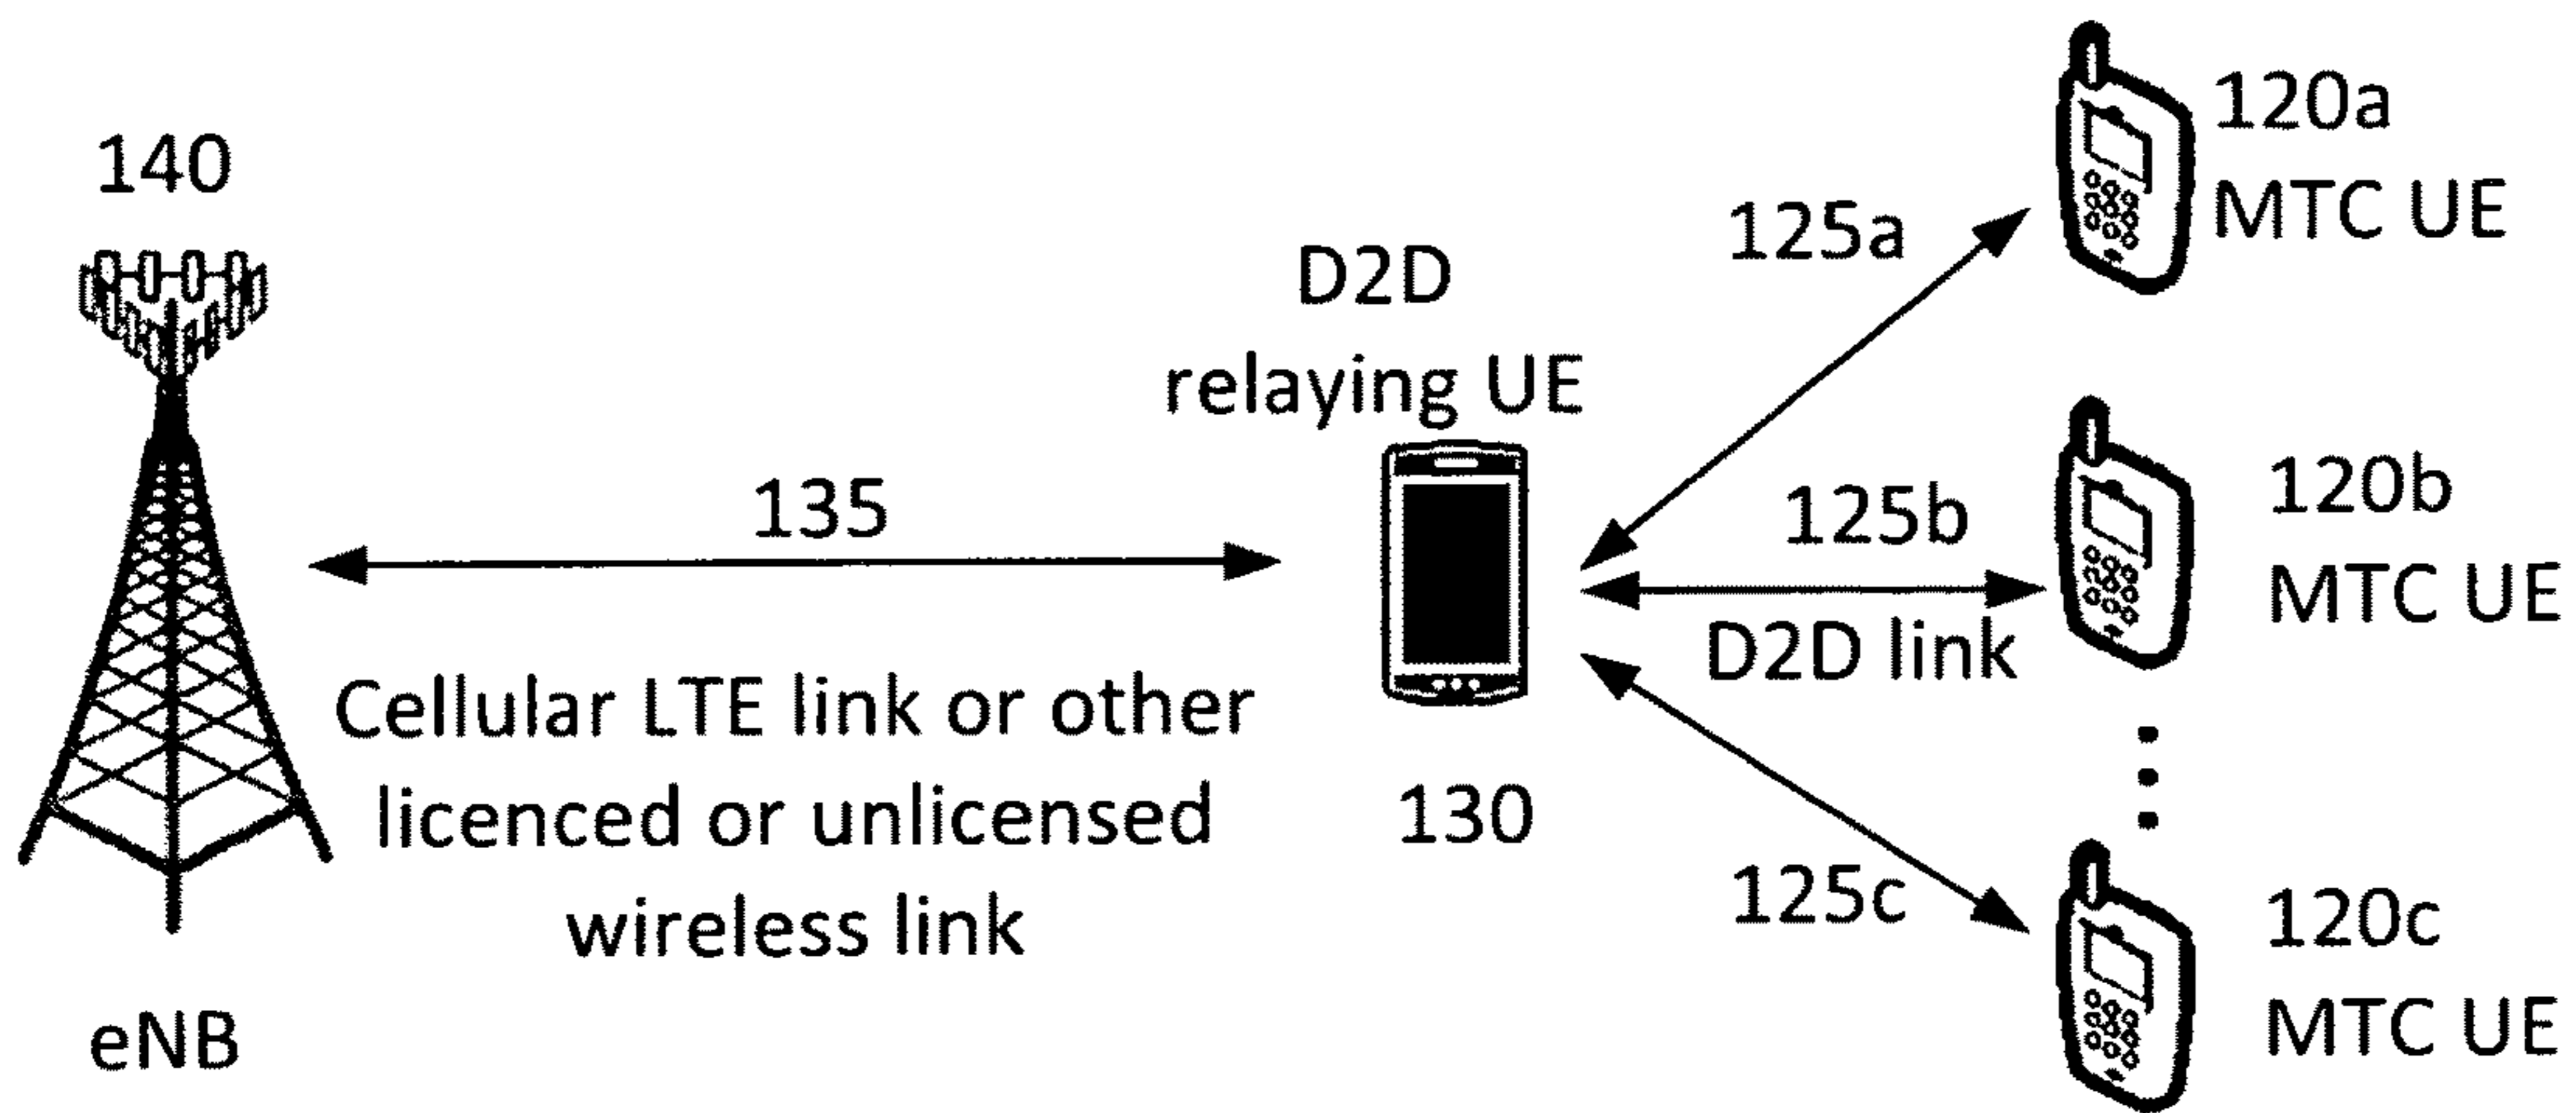 140
eNB
135
Cellular LTE link or other
licenced or unlicensed
wireless link
D2D
relaying UE
130
125a
125b
D2D link
125c
120a
MTC UE
120b
MTC UE
120c
MTC UE